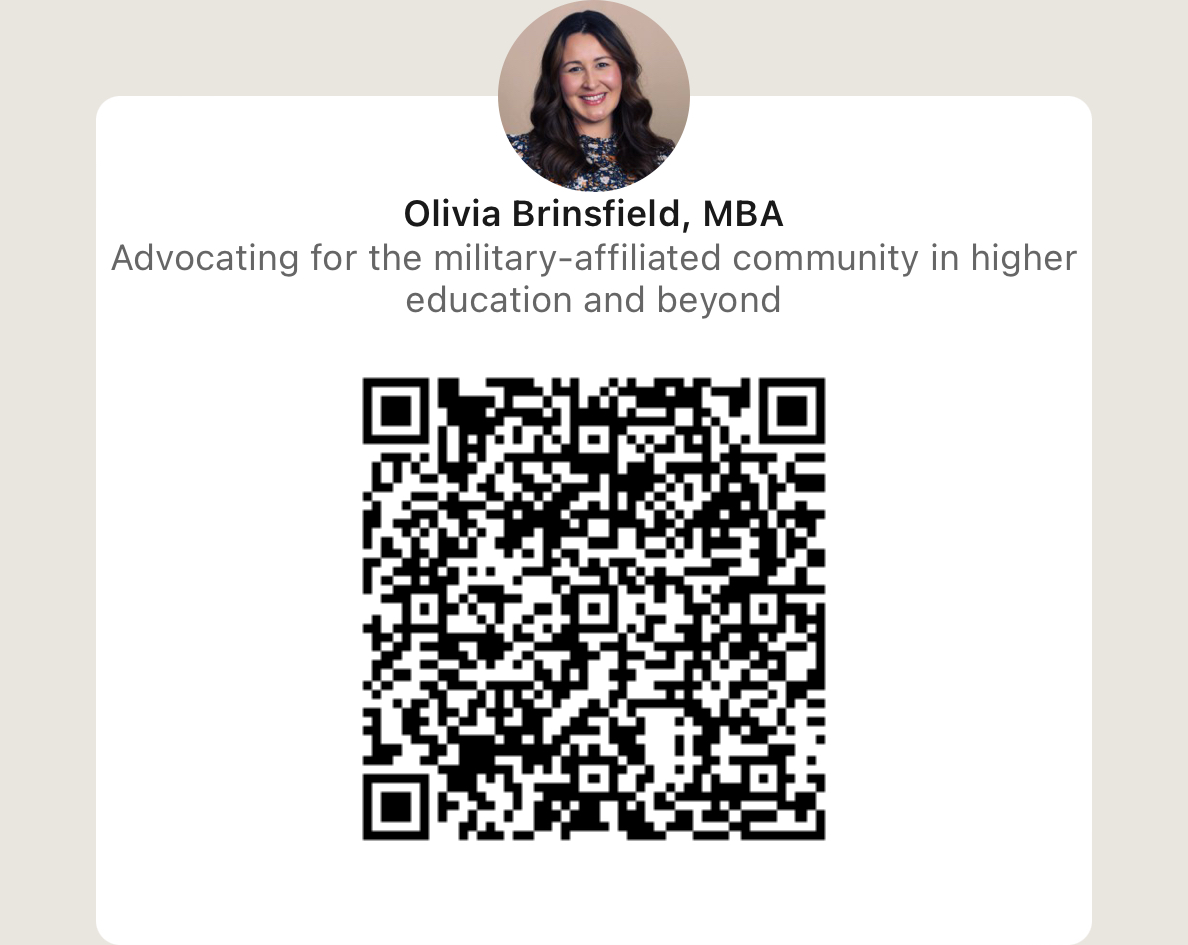 Olivia Brinsfield, MBA
Advocating for the military-affiliated community in higher
education and beyond